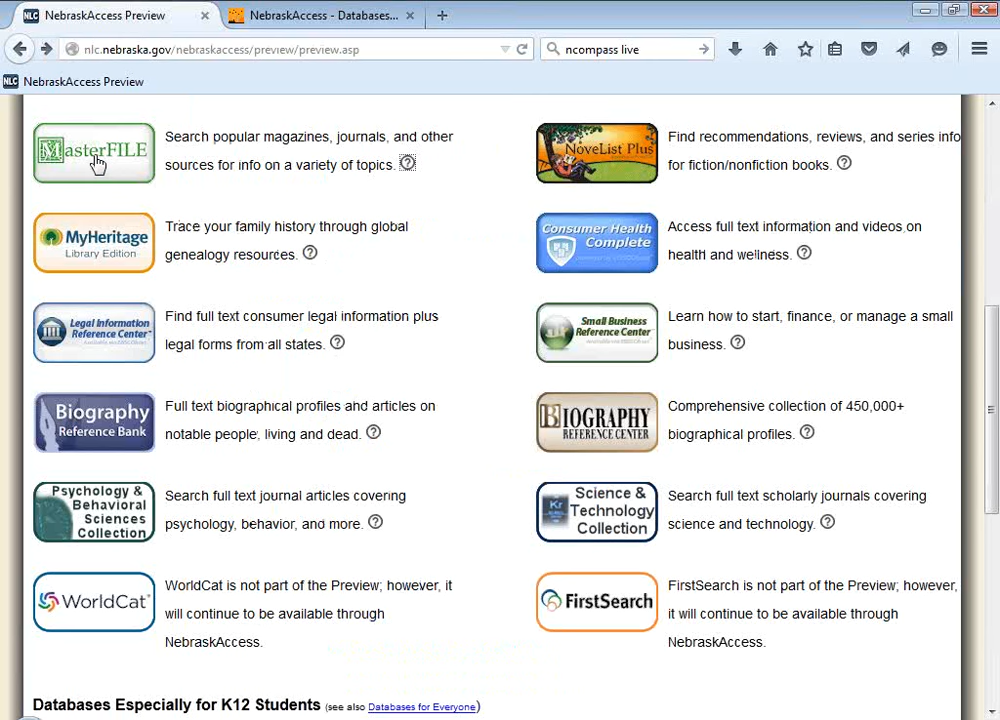 NebraskAccess Preview
NebraskAccess - Databases...
nlc.nebraska.gov/nebraskaccess/preview/preview.asp
ncompass live
NLC NebraskAccess Preview
MasterFILE
Search popular magazines, journals, and other
sources for info on a variety of topics.
NoveList Plus
Find recommendations, reviews, and series info
for fiction/nonfiction books.
MyHeritage
Library Edition
Trace your family history through global
genealogy resources.
Consumer Health
Complete
Access full text information and videos on
health and wellness.
Legal Information
Reference Center
Find full text consumer legal information plus
legal forms from all states.
Small Business
Reference Center
Learn how to start, finance, or manage a small
business.
Biography
Reference Bank
Full text biographical profiles and articles on
notable people, living and dead.
BIOGRAPHY
REFERENCE CENTER
Comprehensive collection of 450,000+
biographical profiles.
Psychology &
Behavioral
Sciences
Collection
Search full text journal articles covering
psychology, behavior, and more.
Science &
Technology
Collection
Search full text scholarly journals covering
science and technology.
WorldCat
WorldCat is not part of the Preview; however, it
will continue to be available through
NebraskAccess.
FirstSearch
FirstSearch is not part of the Preview; however,
it will continue to be available through
NebraskAccess.
Databases Especially for K12 Students (see also Databases for Everyone)